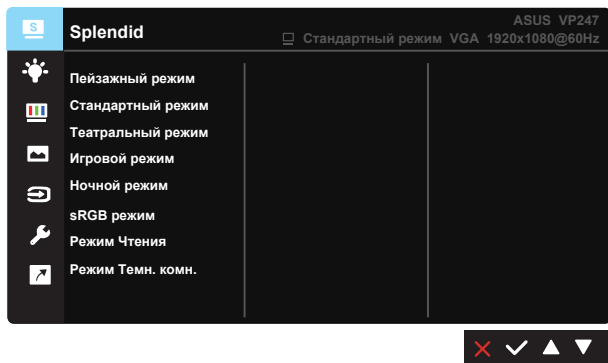 S
Splendid
ASUS VP247
Стандартный режим VGA 1920x1080@60Hz
Пейзажный режим
Стандартный режим
Театральный режим
Игровой режим
Ночной режим
sRGB режим
Режим Чтения
Режим Темн. комн.